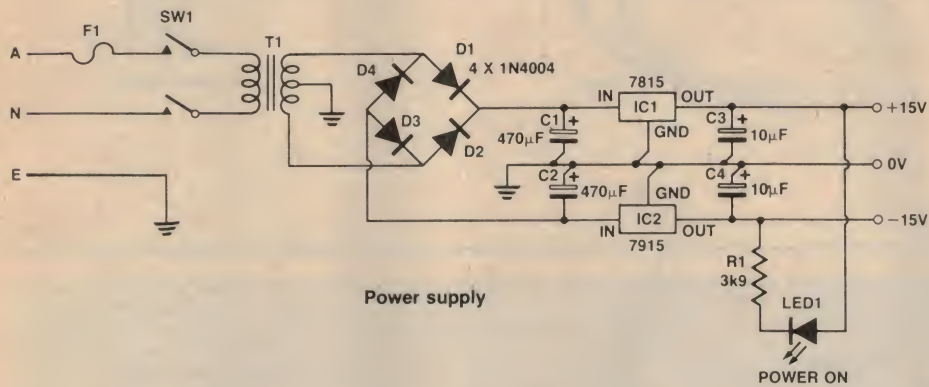 SW1
F1
T1
A
N
E
D1
4 X 1N4004
D4
D3
D2
7815
IN
IC1
OUT
GND
C1
+
470μF
C3
+
10μF
+15V
0V
C2
+
470μF
C4
+
10μF
GND
IN
IC2
OUT
7915
−15V
R1
3k9
LED1
POWER ON
Power supply